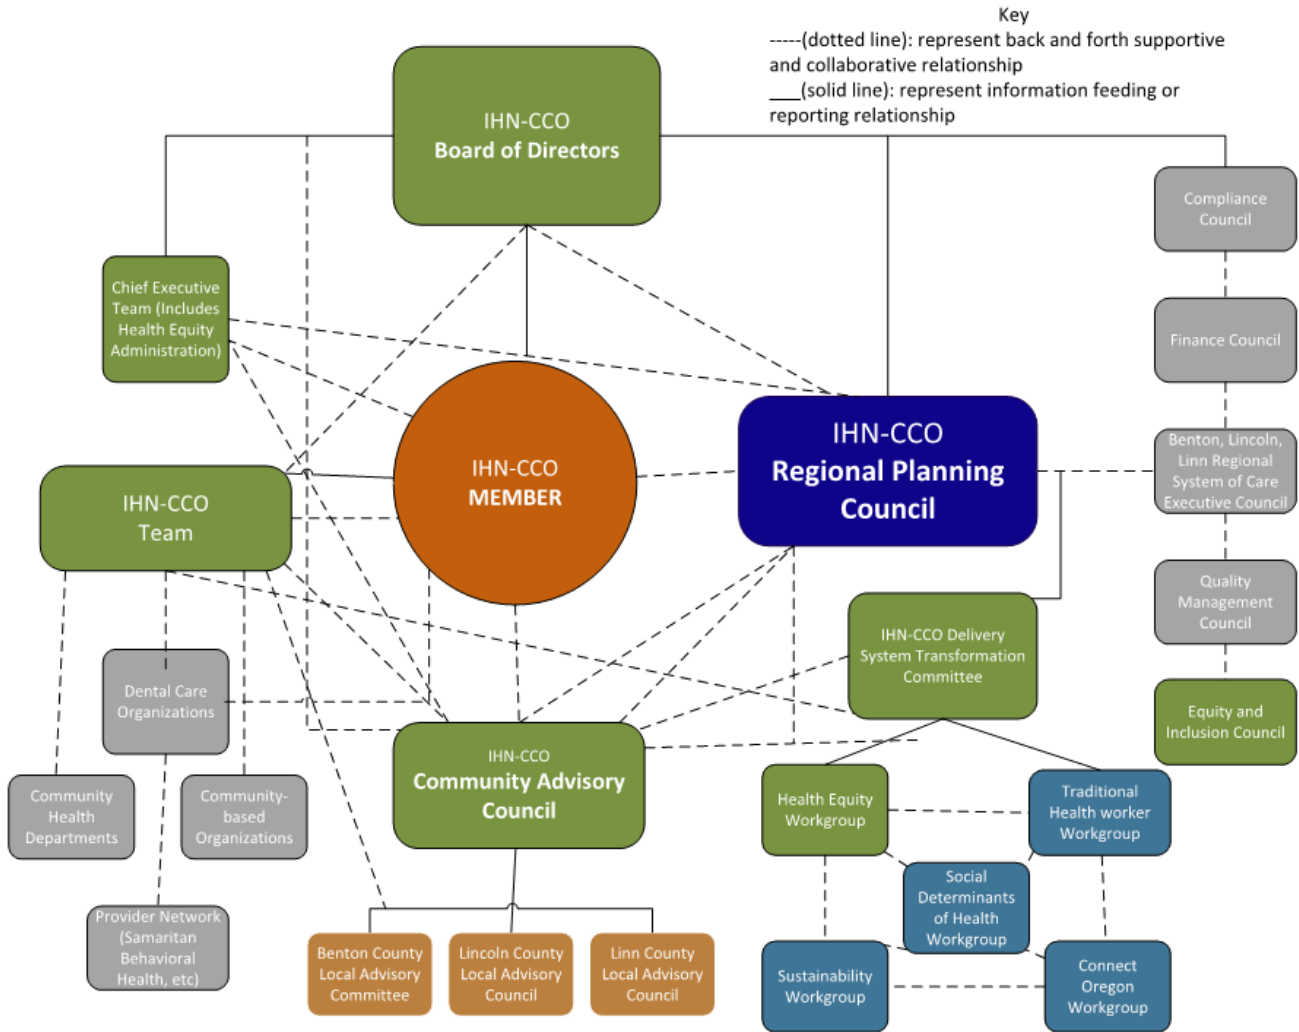 Key
-----(dotted line): represent back and forth supportive
and collaborative relationship
___(solid line): represent information feeding or
reporting relationship
IHN-CCO
Board of Directors
Compliance
Council
Chief Executive
Team (Includes
Health Equity
Administration)
Finance Council
IHN-CCO
MEMBER
IHN-CCO
Regional Planning
Council
Benton, Lincoln,
Linn Regional
System of Care
Executive Council
IHN-CCO
Team
Quality
Management
Council
IHN-CCO Delivery
System Transformation
Committee
Dental Care
Organizations
Equity and
Inclusion Council
IHN-CCO
Community Advisory
Council
Community
Health
Departments
Community-
based
Organizations
Health Equity
Workgroup
Traditional
Health worker
Workgroup
Social
Determinants
of Health
Workgroup
Provider Network
(Samaritan
Behavioral
Health, etc)
Benton County
Local Advisory
Committee
Lincoln County
Local Advisory
Council
Linn County
Local Advisory
Council
Sustainability
Workgroup
Connect
Oregon
Workgroup